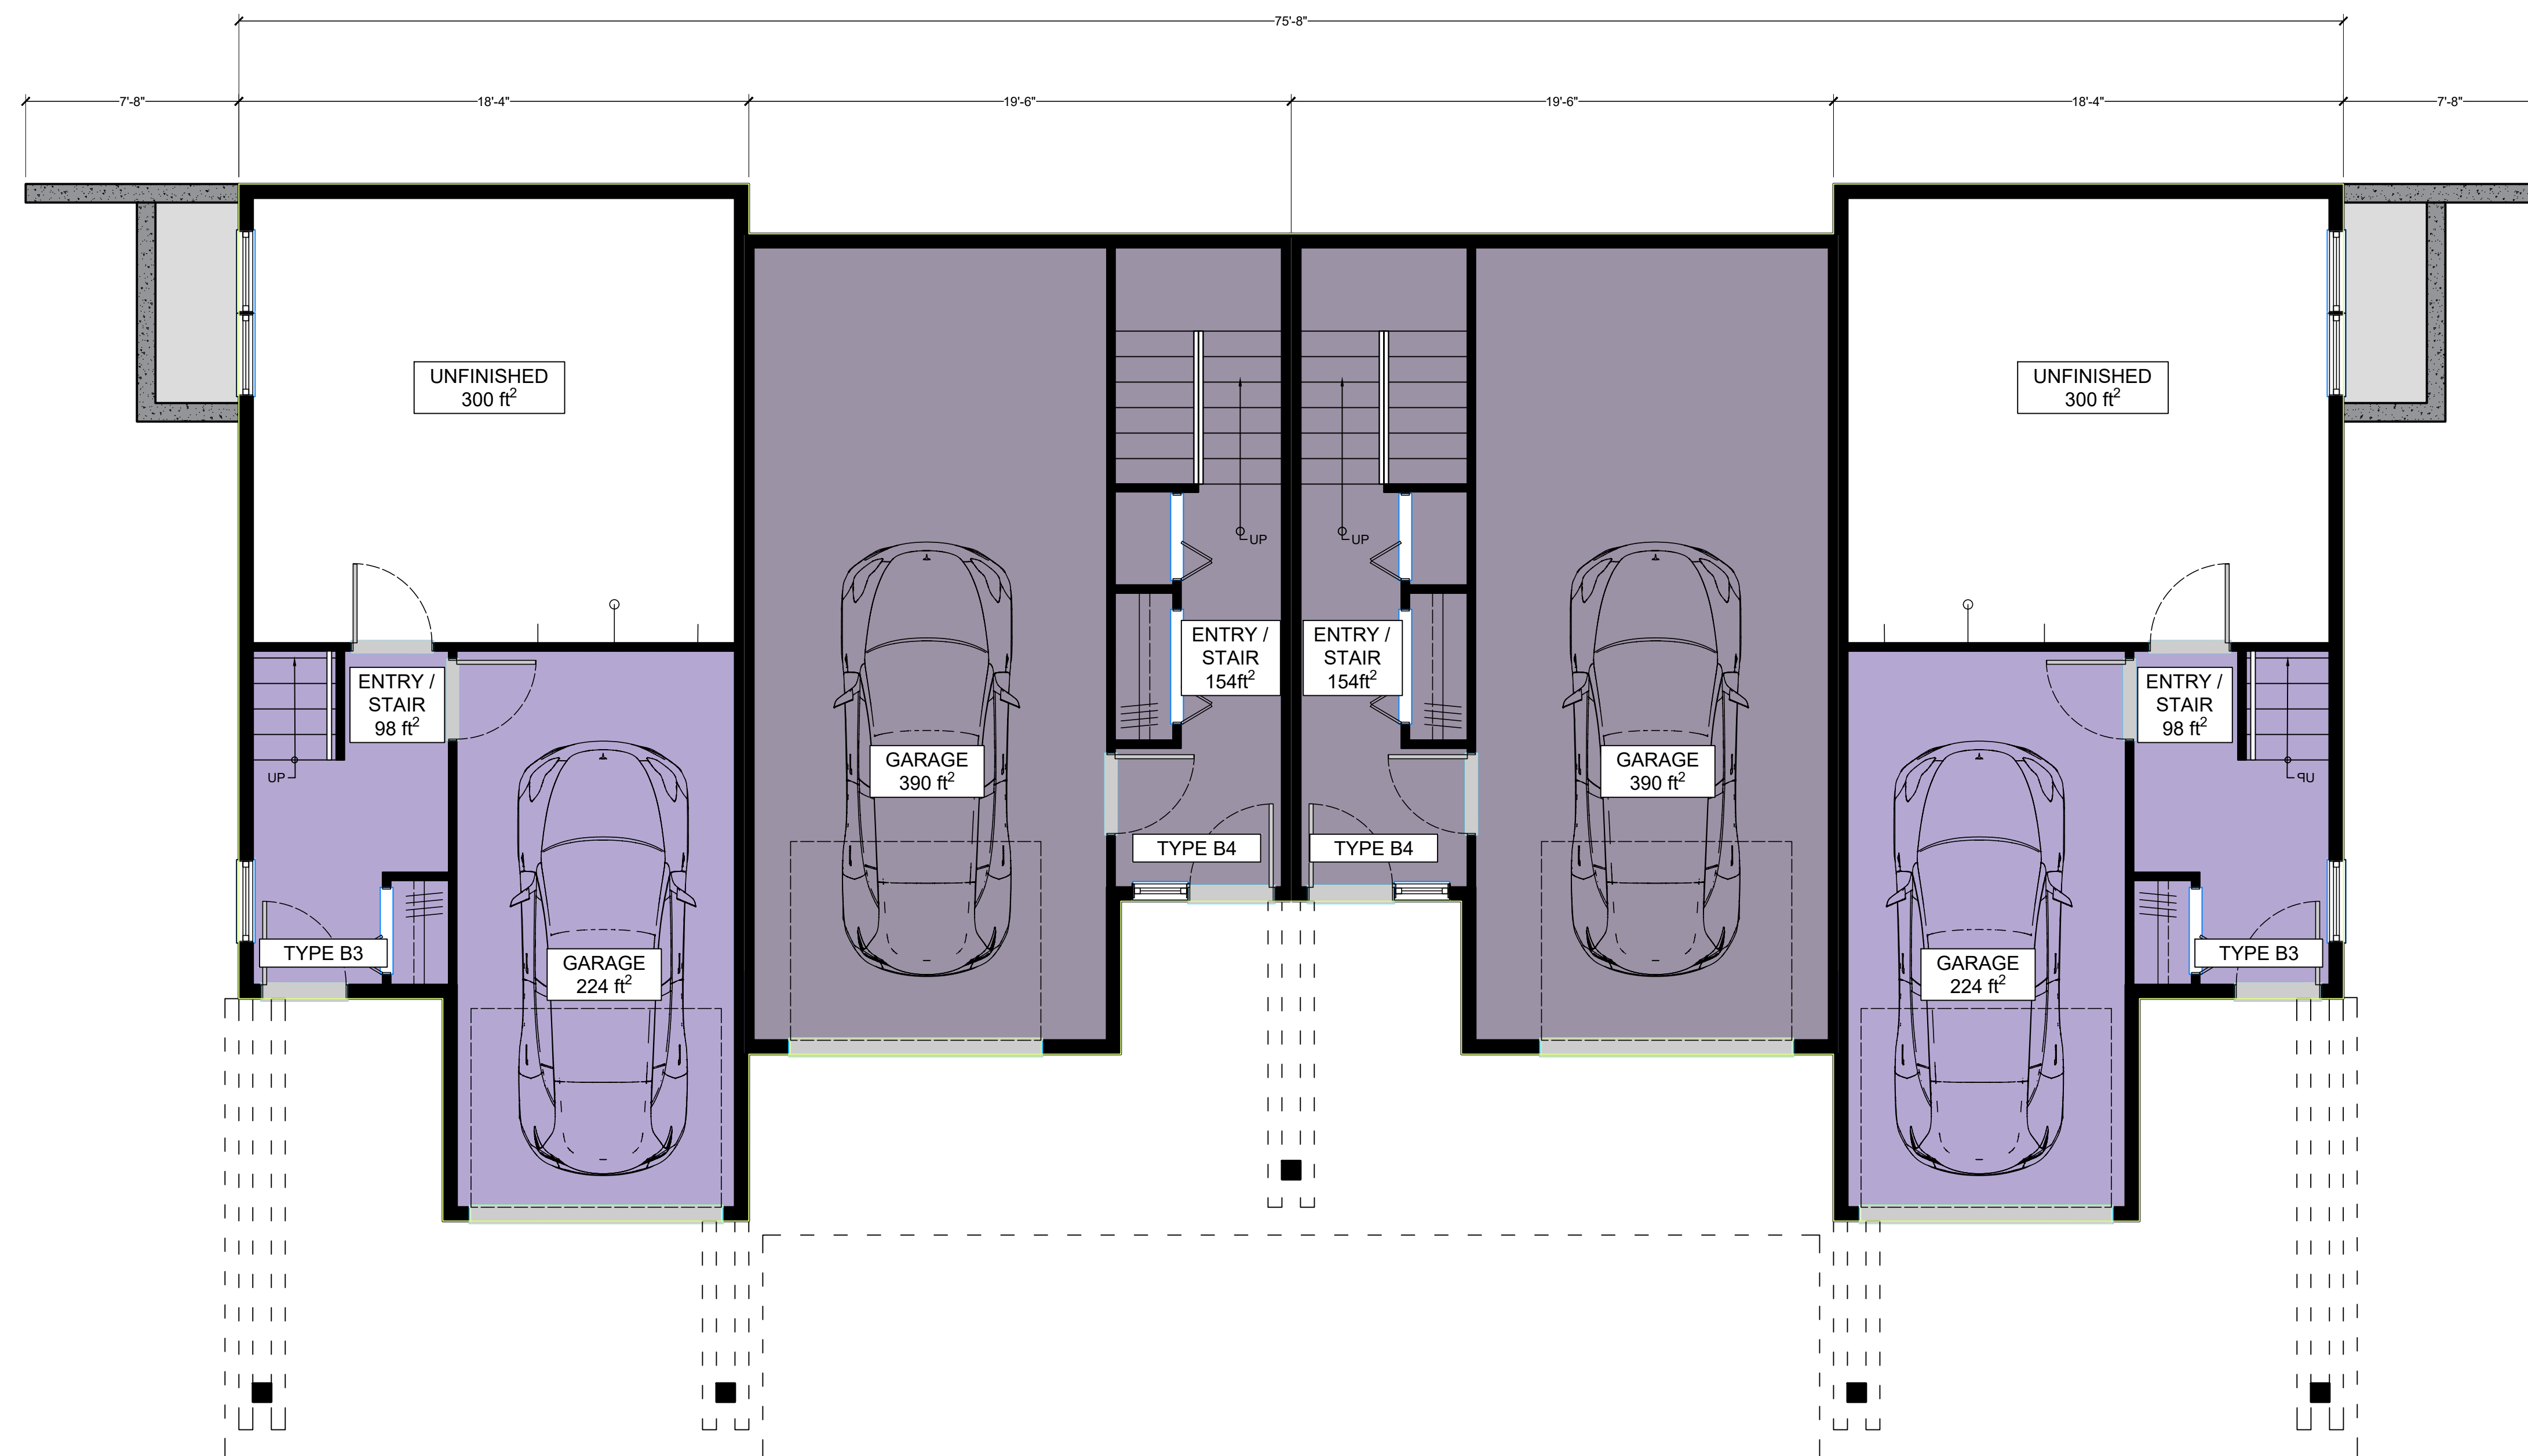 75'-8"
7'-8"
18'-4"
19'-6"
19'-6"
18'-4"
7'-8"
UNFINISHED
300 ft²
UNFINISHED
300 ft²
UP
UP
ENTRY /
STAIR
154ft²
ENTRY /
STAIR
154ft²
ENTRY /
STAIR
98 ft²
ENTRY /
STAIR
98 ft²
UP
UP
GARAGE
390 ft²
GARAGE
390 ft²
TYPE B4
TYPE B4
TYPE B3
TYPE B3
GARAGE
224 ft²
GARAGE
224 ft²